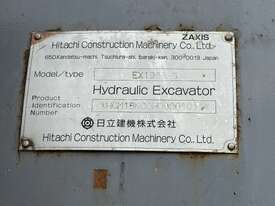 ZAXIS
Hitachi Construction Machinery Co., Ltd.
650, Kandatsu-machi, Tsuchiura-shi, Ibaraki-ken, 300-0013 Japan
Model/type
Hydraulic Excavator
Product
Identification
Number
日立建機株式会社
Hitachi Construction Machinery Co., Ltd.